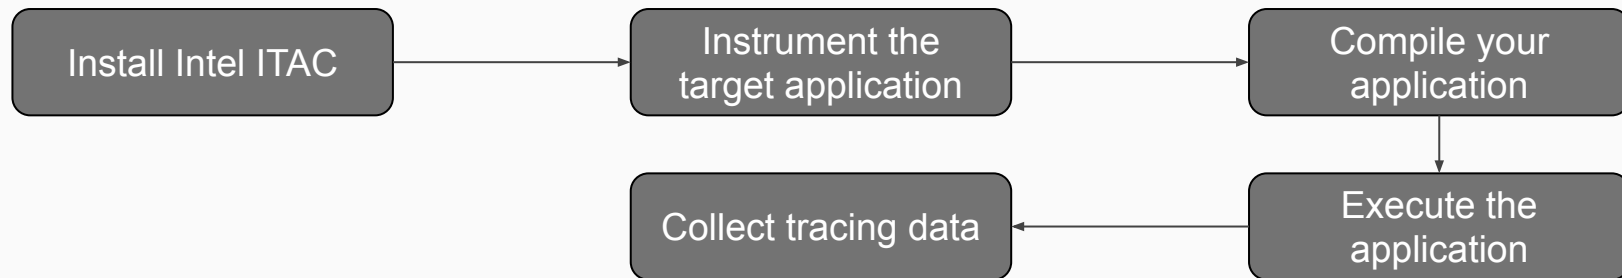 Install Intel ITAC
Instrument the
target application
Compile your
application
Execute the
application
Collect tracing data